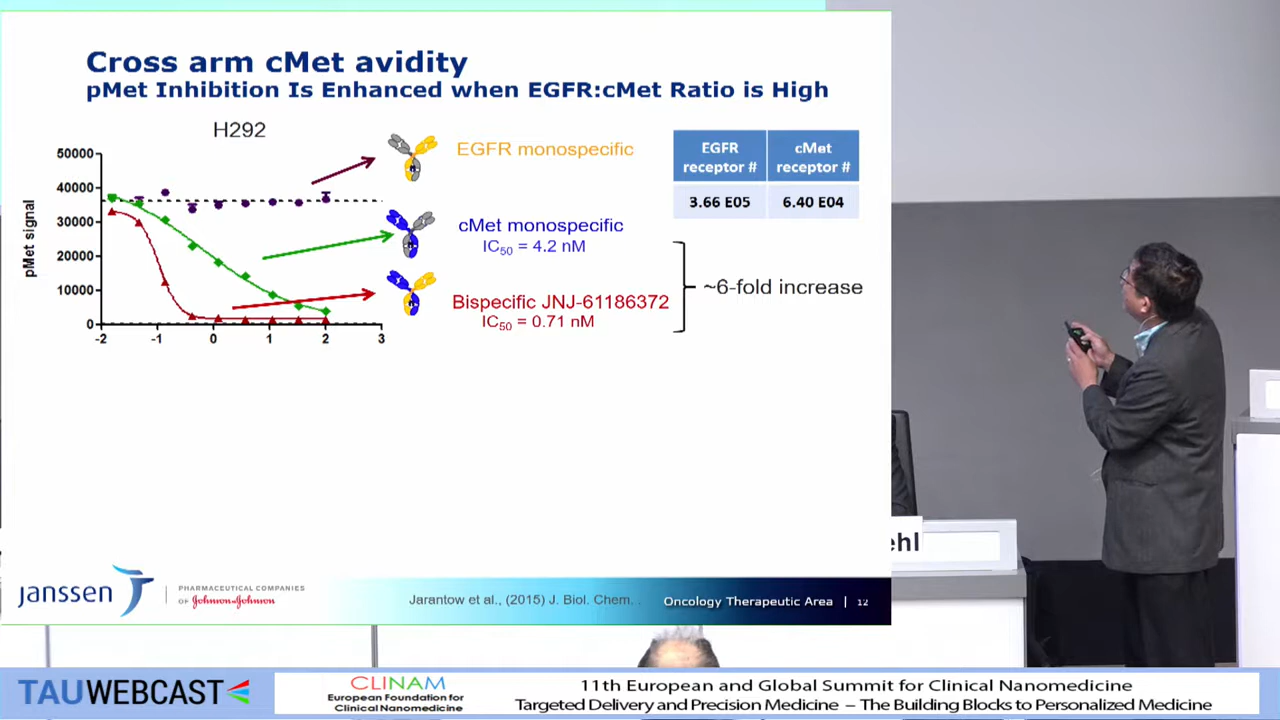 Cross arm cMet avidity
pMet Inhibition Is Enhanced when EGFR:cMet Ratio is High
H292
50000
40000
30000
20000
10000
0
pMet signal
-2 -1 0 1 2 3
EGFR monospecific
cMet monospecific
IC50 = 4.2 nM
Bispecific JNJ-61186372
IC50 = 0.71 nM
~6-fold increase
EGFR receptor # cMet receptor #
3.66 E05 6.40 E04
janssen
PHARMACEUTICAL COMPANIES
OF Johnson & Johnson
Jarantow et al., (2015) J. Biol. Chem. .
Oncology Therapeutic Area | 12
ehl
TAUWEBCAST
CLINAM
European Foundation for
Clinical Nanomedicine
11th European and Global Summit for Clinical Nanomedicine
Targeted Delivery and Precision Medicine – The Building Blocks to Personalized Medicine